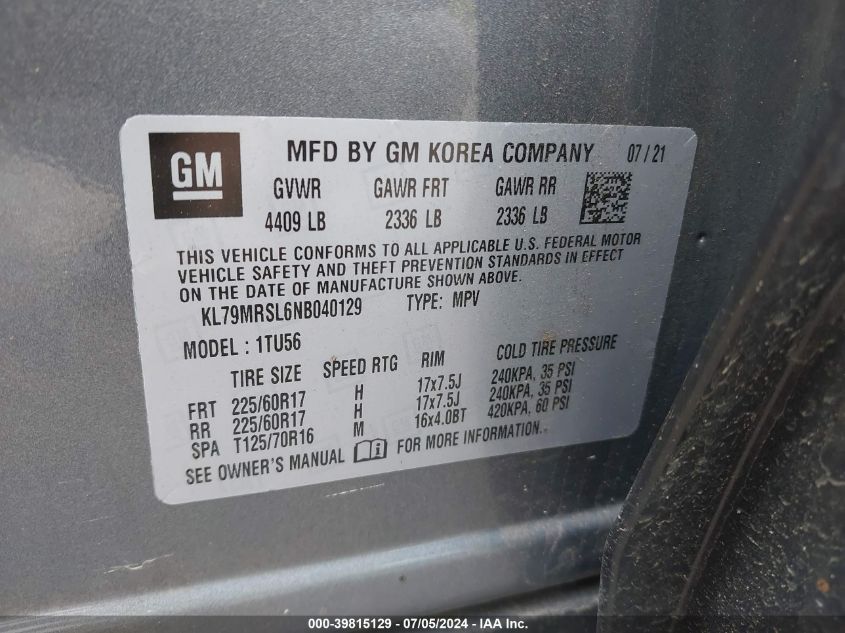 GM
MFD BY GM KOREA COMPANY 07 / 21
GVWR GAWR FRT GAWR RR
4409 LB 2336 LB 2336 LB
THIS VEHICLE CONFORMS TO ALL APPLICABLE U.S. FEDERAL MOTOR
VEHICLE SAFETY AND THEFT PREVENTION STANDARDS IN EFFECT
ON THE DATE OF MANUFACTURE SHOWN ABOVE.
KL79MRSL6NB040129 TYPE: MPV
MODEL : 1TU56
TIRE SIZE SPEED RTG RIM COLD TIRE PRESSURE
FRT 225/60R17 H 17x7.5J 240KPA, 35 PSI
RR 225/60R17 H 17x7.5J 240KPA, 35 PSI
SPA T125/70R16 M 16x4.0BT 420KPA, 60 PSI
SEE OWNER'S MANUAL FOR MORE INFORMATION.
000-39815129 - 07/05/2024 - IAA Inc.